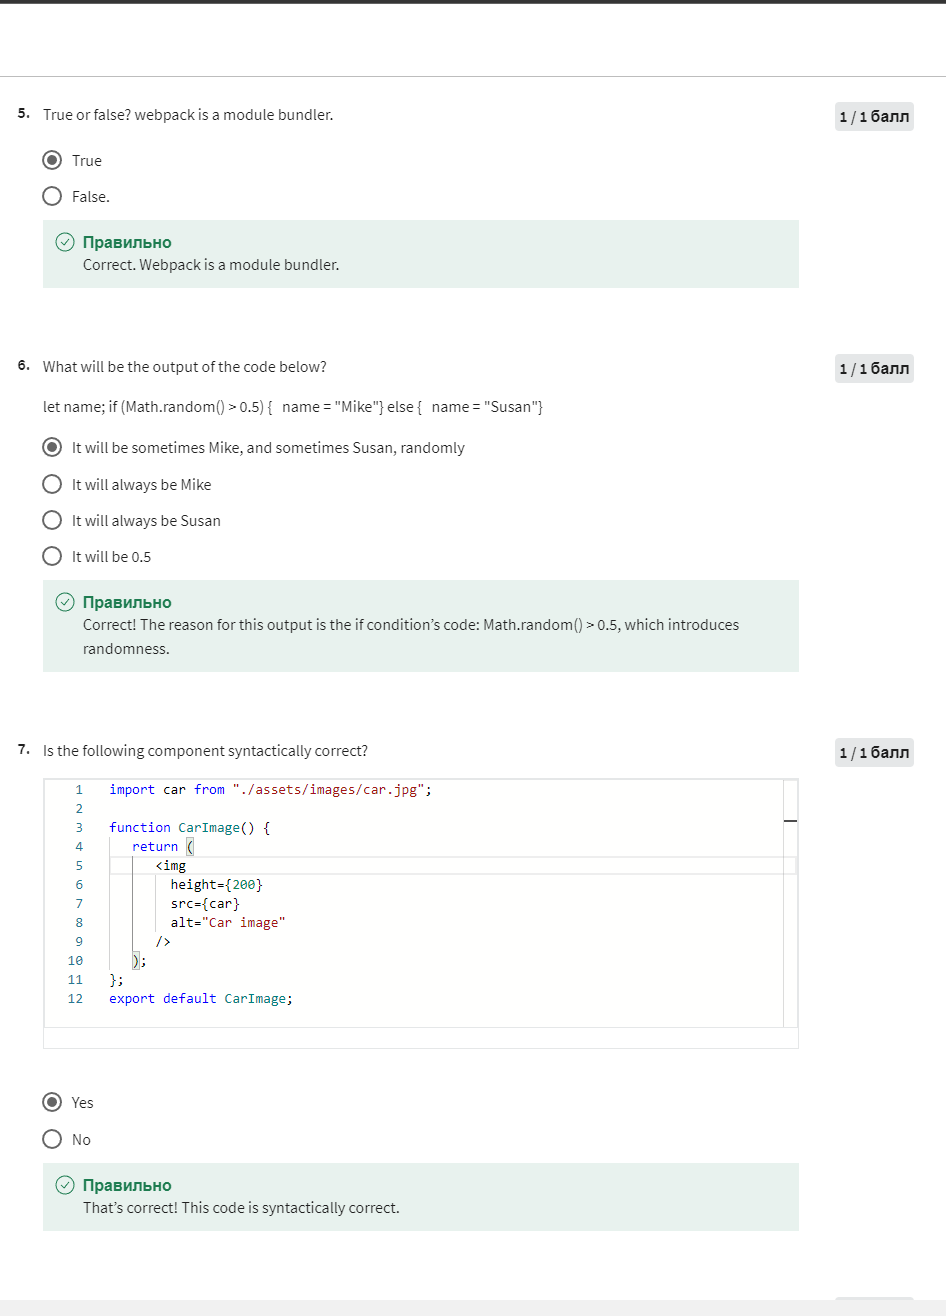 5. True or false? webpack is a module bundler.
1 / 1 балл
True
False.
Правильно
Correct. Webpack is a module bundler.
6. What will be the output of the code below?
1 / 1 балл
let name; if (Math.random() > 0.5) {   name = "Mike"} else {   name = "Susan"}
It will be sometimes Mike, and sometimes Susan, randomly
It will always be Mike
It will always be Susan
It will be 0.5
Правильно
Correct! The reason for this output is the if condition’s code: Math.random() > 0.5, which introduces
randomness.
7. Is the following component syntactically correct?
1 / 1 балл
1 import car from "./assets/images/car.jpg";
2
3 function CarImage() {
4 return (
5 <img
6 height={200}
7 src={car}
8 alt="Car image"
9 />
10 );
11 };
12 export default CarImage;
Yes
No
Правильно
That’s correct! This code is syntactically correct.